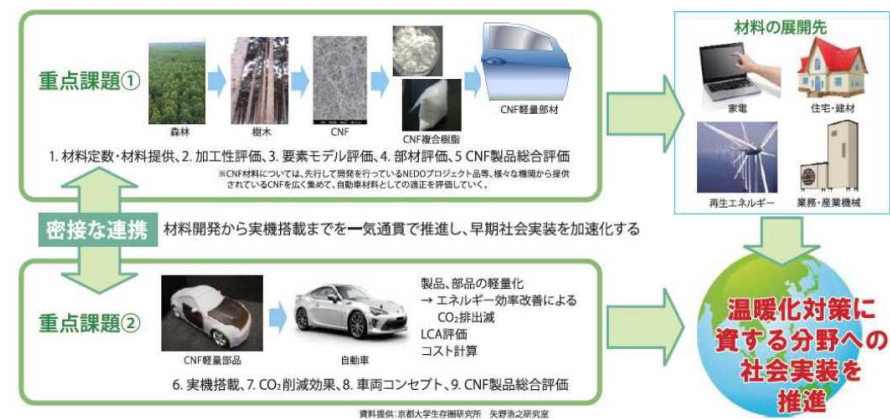 重点課題①
森林
樹木
CNF
CNF複合樹脂
CNF軽量部材
1. 材料定数・材料提供、2. 加工性評価、3. 要素モデル評価、4. 部材評価、5 CNF製品総合評価
※CNF材料については、先行して開発を行っているNEDOプロジェクト品等、様々な機関から提供
されているCNFを広く集めて、自動車材料としての適正を評価していく。
材料の展開先
家電
住宅・建材
再生エネルギー
業務・産業機械
密接な連携
材料開発から実機搭載までを一気通貫で推進し、早期社会実装を加速化する
重点課題②
CNF軽量部品
自動車
製品、部品の軽量化
→ エネルギー効率改善による
CO₂排出減
LCA評価
コスト計算
6. 実機搭載、7. CO₂削減効果、8. 車両コンセプト、9. CNF製品総合評価
温暖化対策に
資する分野への
社会実装を
推進
資料提供:京都大学生存圏研究所 矢野浩之研究室